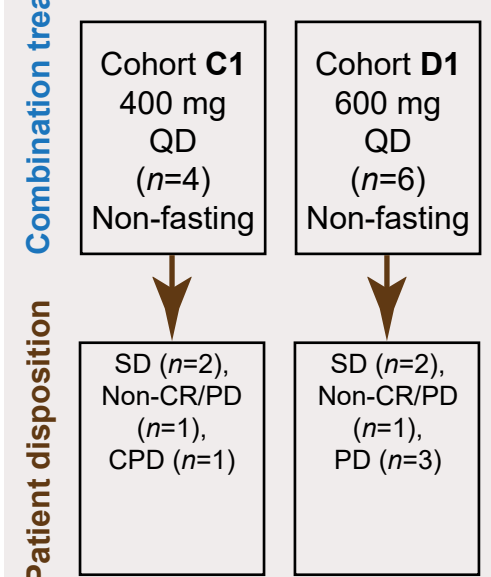 Combination trea
Cohort C1
400 mg
QD
(n=4)
Non-fasting
Cohort D1
600 mg
QD
(n=6)
Non-fasting
Patient disposition
SD (n=2),
Non-CR/PD
(n=1),
CPD (n=1)
SD (n=2),
Non-CR/PD
(n=1),
PD (n=3)